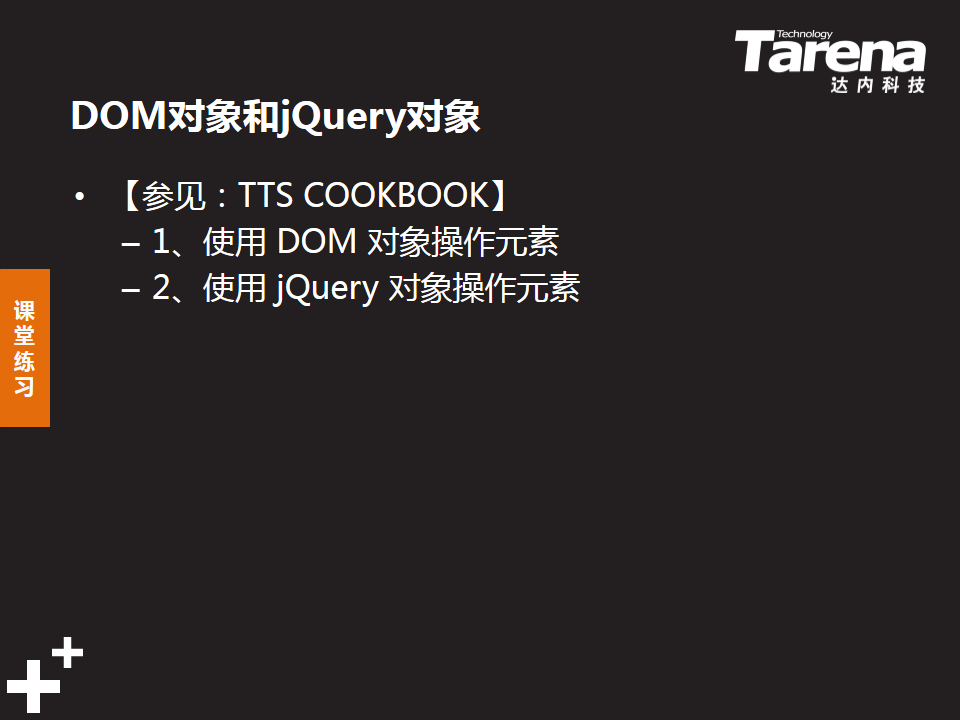 Technology
Tarena
达内科技
DOM对象和jQuery对象
• 【参见：TTS COOKBOOK】
– 1、使用 DOM 对象操作元素
– 2、使用 jQuery 对象操作元素
课
堂
练
习